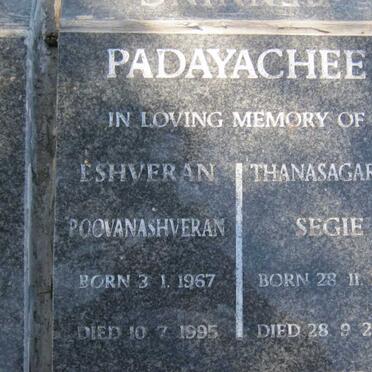 PADAYACHEE
IN LOVING MEMORY OF
ESHVERAN
POOVANASHVERAN
BORN 3 1. 1967
DIED 10 7 1995
THANASAGAR
SEGIE
BORN 28 11.
DIED 28 9 2